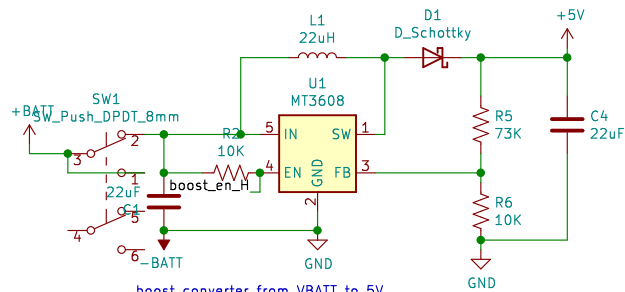 L1
22uH
D1
D_Schottky
+5V
U1
MT3608
+BATT
SW1
SW_Push_DPDT_8mm
R2
10K
5
IN
SW
1
4
EN
GND
FB
3
2
R5
73K
C4
22uF
2
3
1
22uF
C1
boost_en_H
5
4
6
-BATT
GND
R6
10K
GND
boost converter from VBATT to 5V